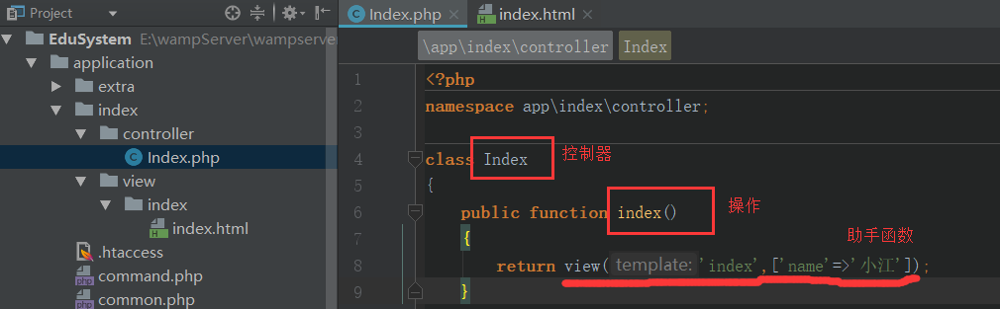 Project
Index.php
index.html
EduSystem E:\wampServer\wampserver
\app\index\controller
Index
application
extra
index
controller
Index.php
view
index
index.html
.htaccess
command.php
common.php
1 <?php
2 namespace app\index\controller;
3
4 class Index
控制器
5 {
6 public function index()
操作
7 {
助手函数
8 return view( template: 'index',['name'=>'小江']);
9 }